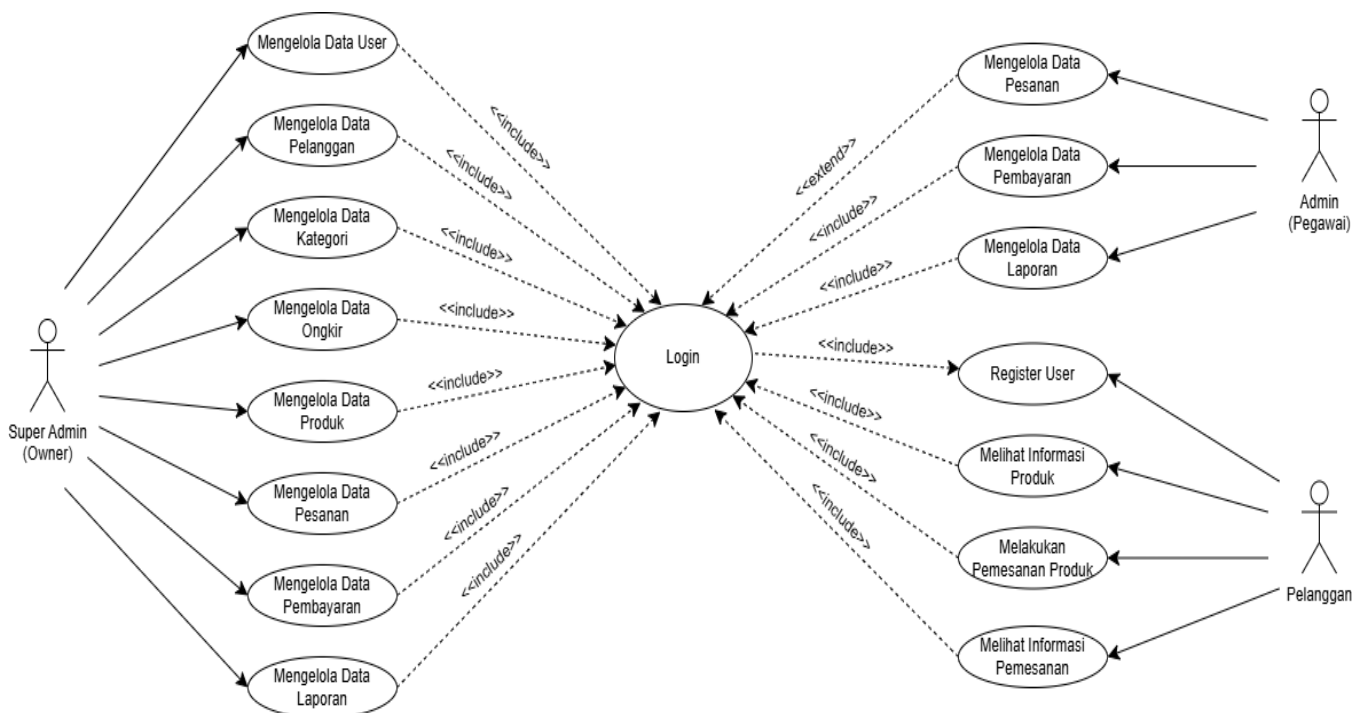 Mengelola Data User
<<include>>
Mengelola Data
Pelanggan
<<include>>
Mengelola Data
Kategori
<<include>>
Mengelola Data
Ongkir
<<include>>
Mengelola Data
Produk
<<include>>
Mengelola Data
Pesanan
<<include>>
Mengelola Data
Pembayaran
<<include>>
Mengelola Data
Laporan
<<include>>
Super Admin
(Owner)
Login
Mengelola Data
Pesanan
<<extend>>
Mengelola Data
Pembayaran
<<include>>
Mengelola Data
Laporan
<<include>>
Admin
(Pegawai)
<<include>>
Register User
<<include>>
Melihat Informasi
Produk
<<include>>
Melakukan
Pemesanan Produk
<<include>>
Melihat Informasi
Pemesanan
Pelanggan